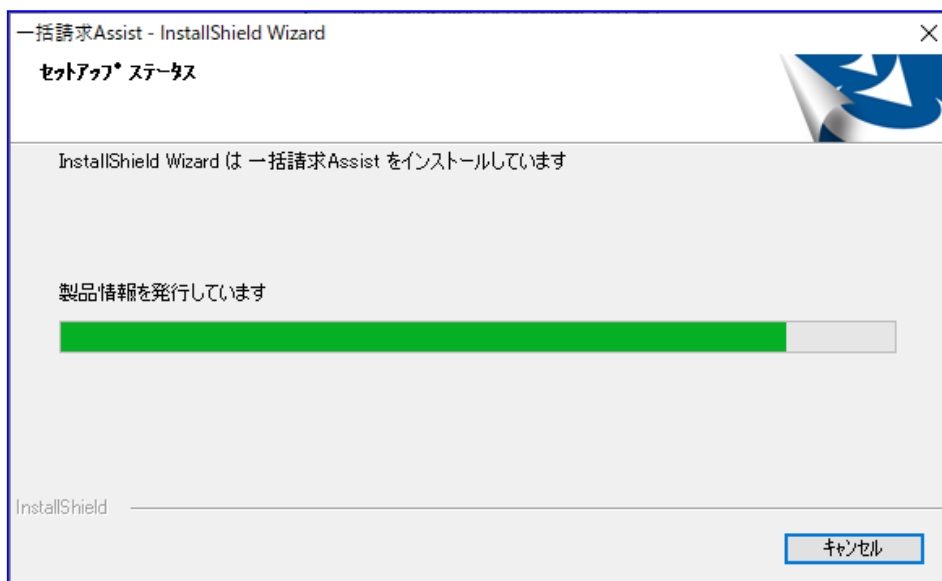 一括請求Assist - InstallShield Wizard
セットアップ ステータス
InstallShield Wizard は 一括請求Assist をインストールしています
製品情報を発行しています
InstallShield
キャンセル